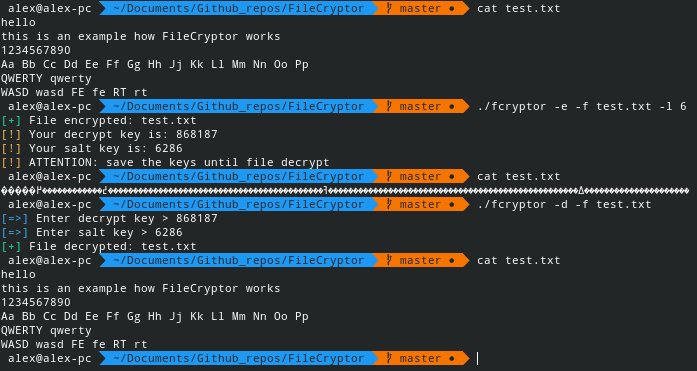 alex@alex-pc ~/Documents/Github_repos/FileCryptor master ● cat test.txt
hello
this is an example how FileCryptor works
1234567890
Aa Bb Cc Dd Ee Ff Gg Hh Jj Kk Ll Mm Nn Oo Pp
QWERTY qwerty
WASD wasd FE fe RT rt
alex@alex-pc ~/Documents/Github_repos/FileCryptor master ● ./fcryptor -e -f test.txt -l 6
[+] File encrypted: test.txt
[!] Your decrypt key is: 868187
[!] Your salt key is: 6286
[!] ATTENTION: save the keys until file decrypt
alex@alex-pc ~/Documents/Github_repos/FileCryptor master ● cat test.txt
alex@alex-pc ~/Documents/Github_repos/FileCryptor master ● ./fcryptor -d -f test.txt
[=>] Enter decrypt key > 868187
[=>] Enter salt key > 6286
[+] File decrypted: test.txt
alex@alex-pc ~/Documents/Github_repos/FileCryptor master ● cat test.txt
hello
this is an example how FileCryptor works
1234567890
Aa Bb Cc Dd Ee Ff Gg Hh Jj Kk Ll Mm Nn Oo Pp
QWERTY qwerty
WASD wasd FE fe RT rt
alex@alex-pc ~/Documents/Github_repos/FileCryptor master ●